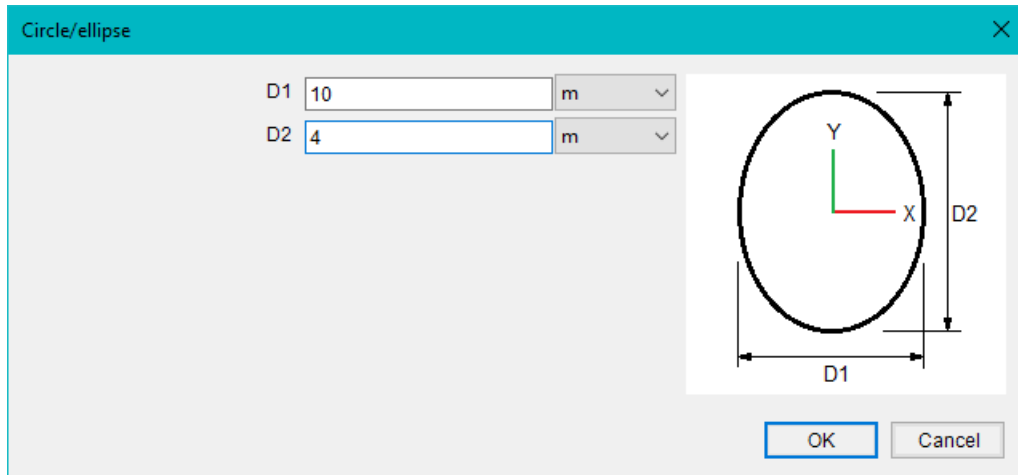 Circle/ellipse
D1 10 m
D2 4 m
Y
X
D2
D1
OK Cancel